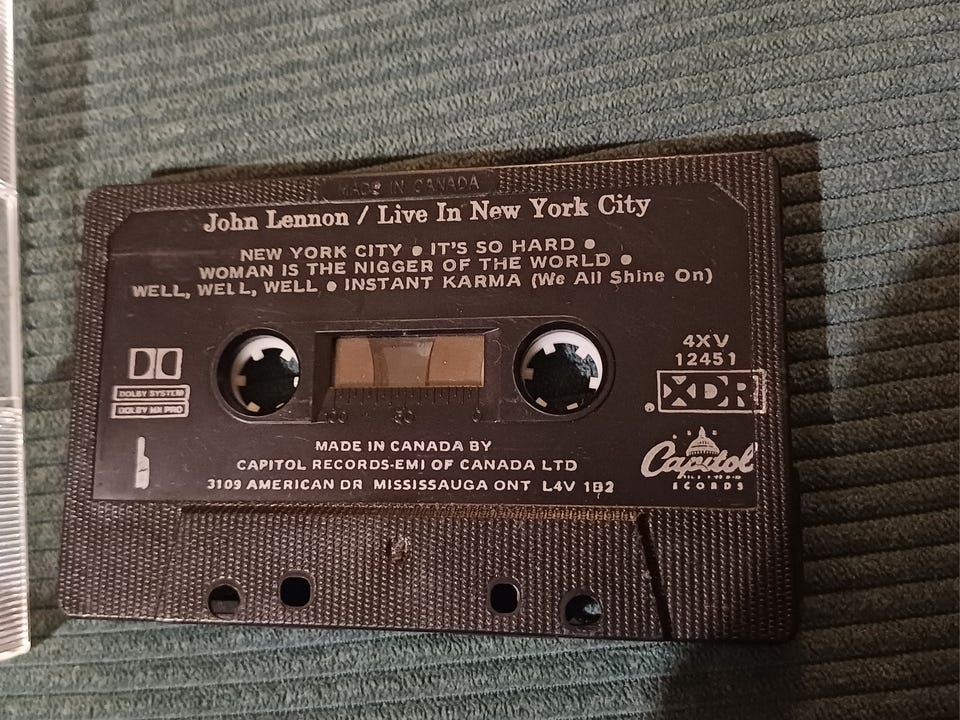 MADE IN CANADA
John Lennon / Live In New York City
NEW YORK CITY ● IT'S SO HARD ●
WOMAN IS THE NIGGER OF THE WORLD ●
WELL, WELL, WELL ● INSTANT KARMA (We All Shine On)
4XV
12451
DOLBY SYSTEM
DOLBY HX PRO
XDR
®
100 50 0
1
MADE IN CANADA BY
CAPITOL RECORDS-EMI OF CANADA LTD
3109 AMERICAN DR MISSISSAUGA ONT L4V 1B2
Capitol